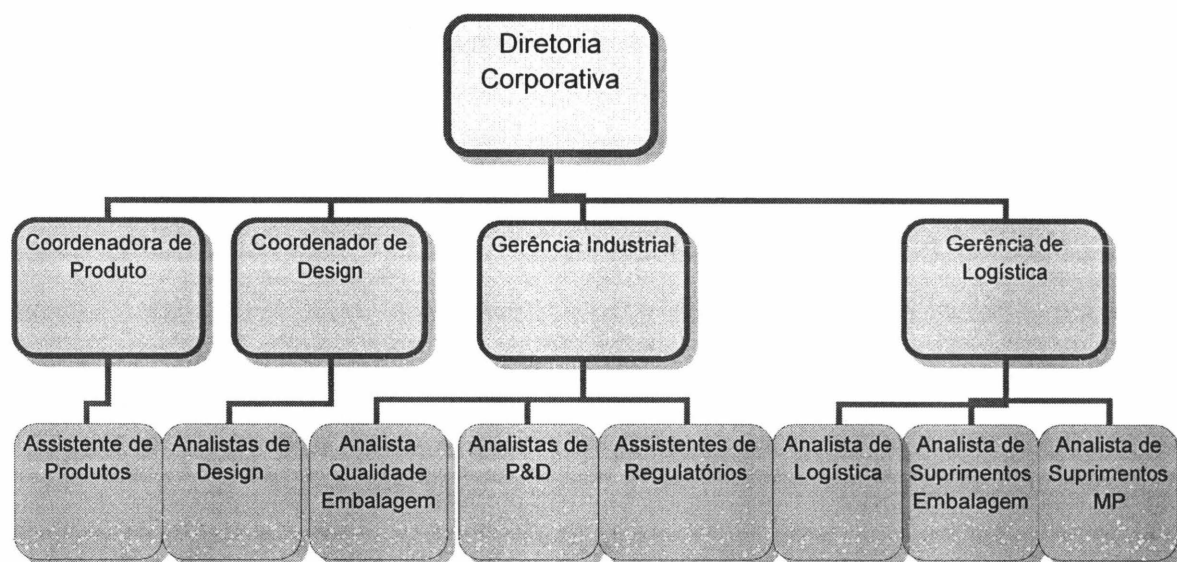 Diretoria
Corporativa
Coordenadora de
Produto
Coordenador de
Design
Gerência Industrial
Gerência de
Logística
Assistente de
Produtos
Analistas de
Design
Analista
Qualidade
Embalagem
Analistas de
P&D
Assistentes de
Regulatórios
Analista de
Logística
Analista de
Suprimentos
Embalagem
Analista de
Suprimentos
MP